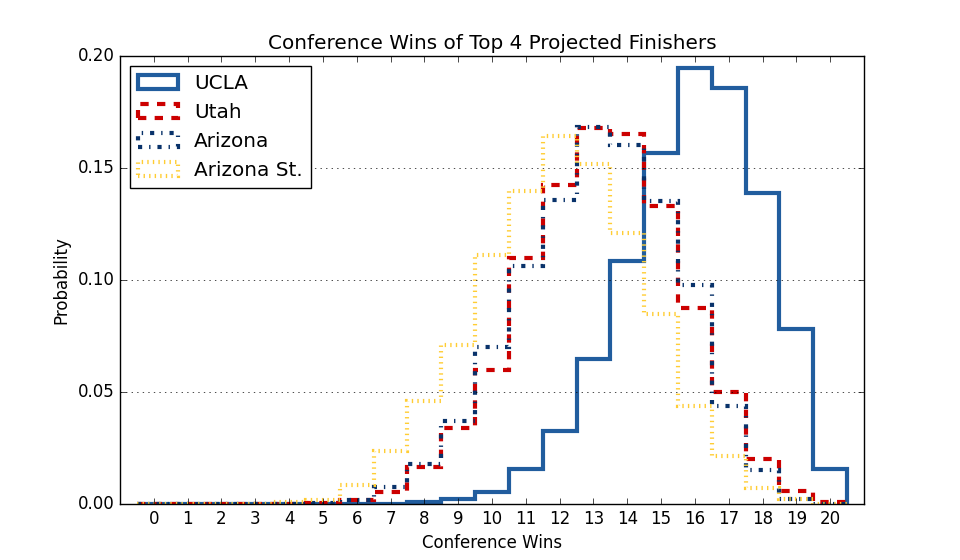 Conference Wins of Top 4 Projected Finishers
UCLA
Utah
Arizona
Arizona St.
0.20
0.15
0.10
0.05
0.00
Probability
0 1 2 3 4 5 6 7 8 9 10 11 12 13 14 15 16 17 18 19 20
Conference Wins